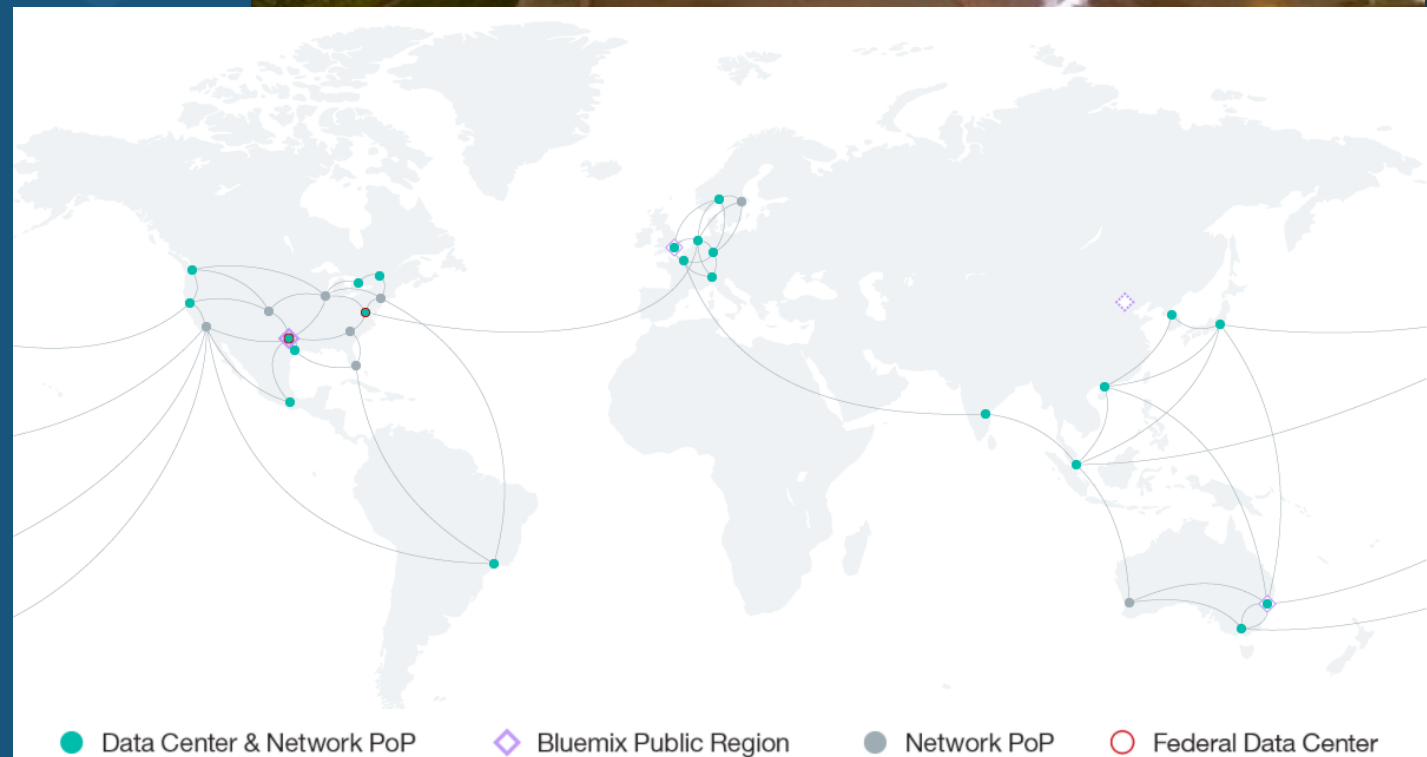 Data Center & Network PoP
Bluemix Public Region
Network PoP
Federal Data Center